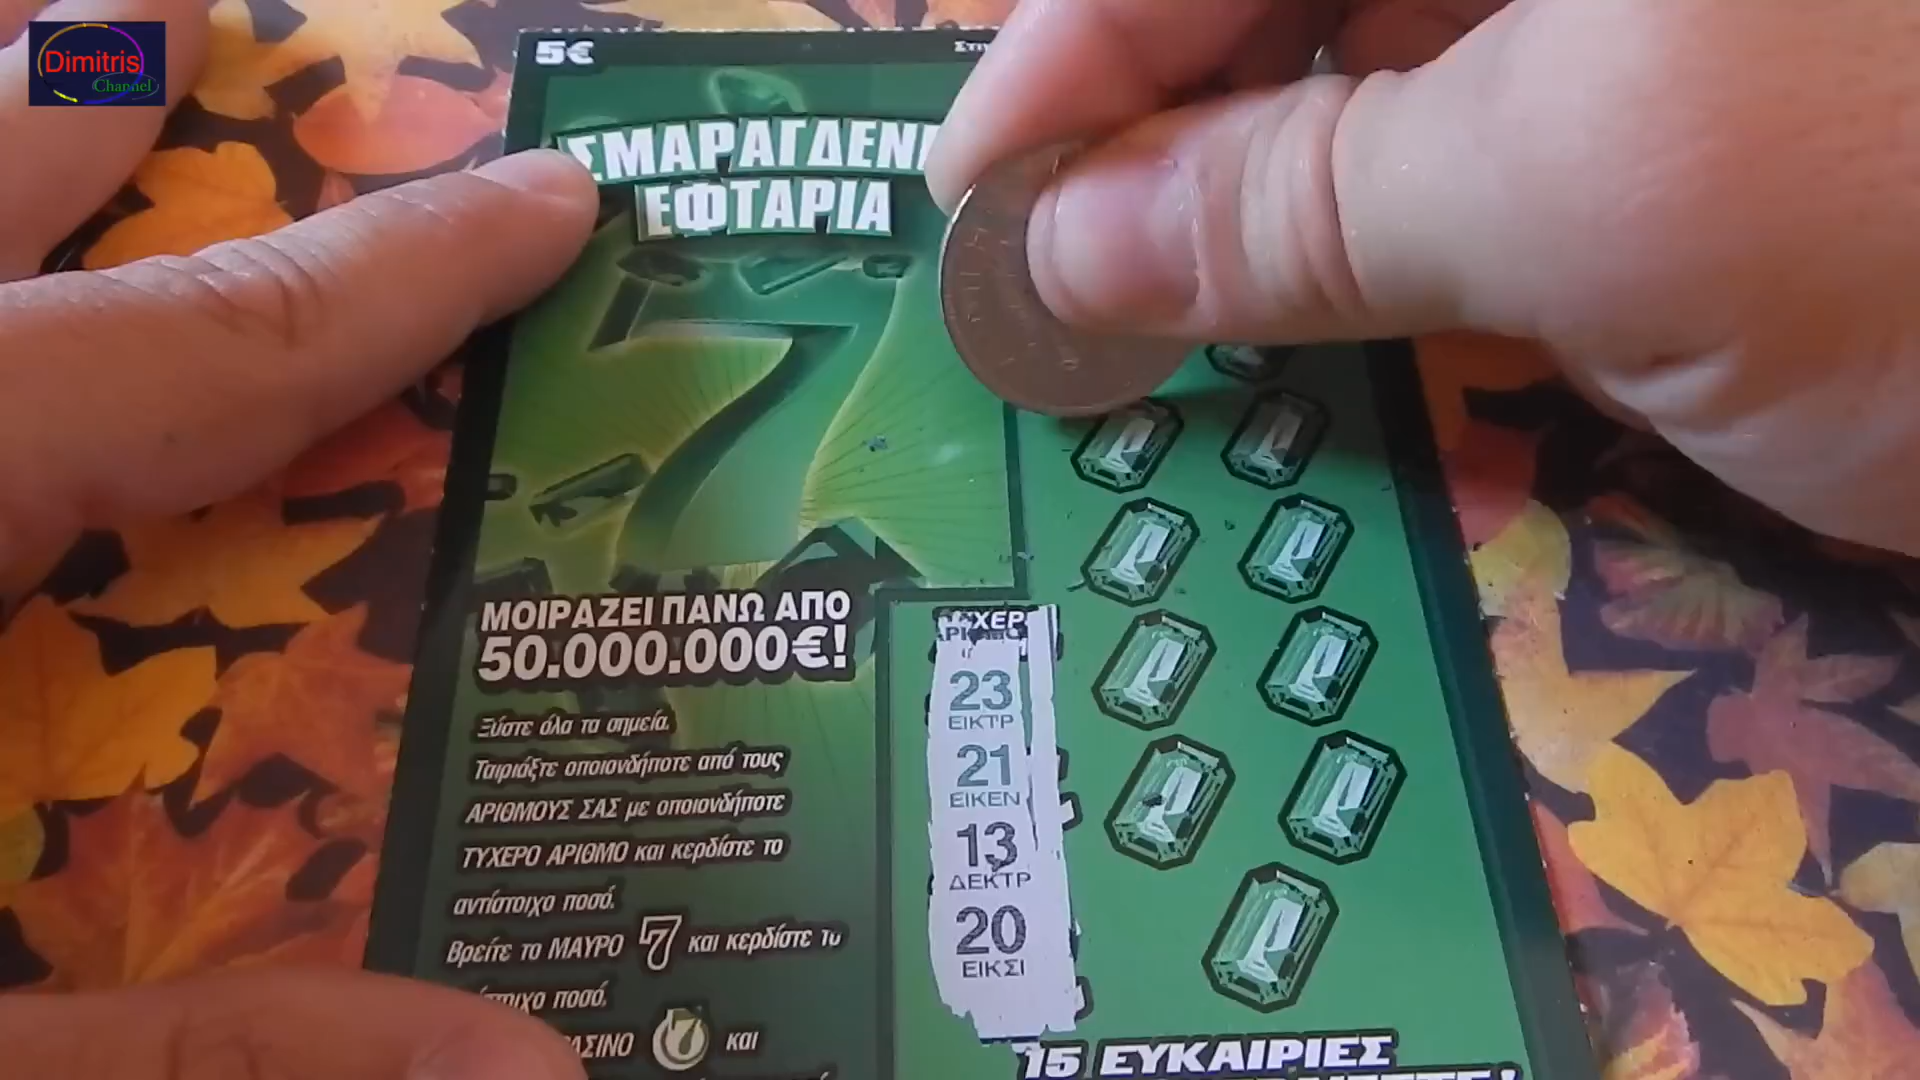 Dimitris
Channel
5€
ΣΜΑΡΑΓΔΕΝΙ
ΕΦΤΑΡΙΑ
7
ΜΟΙΡΑΖΕΙ ΠΑΝΩ ΑΠΟ
50.000.000€!
Ξύστε όλα τα σημεία.
Ταιριάξτε οποιονδήποτε από τους
ΑΡΙΘΜΟΥΣ ΣΑΣ με οποιονδήποτε
ΤΥΧΕΡΟ ΑΡΙΘΜΟ και κερδίστε το
αντίστοιχο ποσό.
Βρείτε το ΜΑΥΡΟ 7 και κερδίστε το
ποσό.
7 και
23
ΕΙΚΤΡ
21
ΕΙΚΕΝ
13
ΔΕΚΤΡ
20
ΕΙΚΣΙ
15 ΕΥΚΑΙΡΙΕΣ